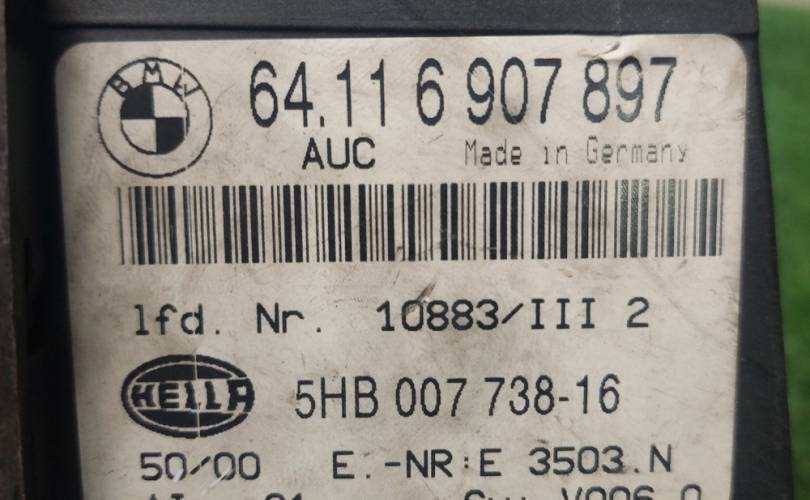 BMW
64.11 6 907 897
AUC Made in Germany
lfd. Nr. 10883/III 2
HELLA
5HB 007 738-16
50/00 E.-NR:E 3503.N